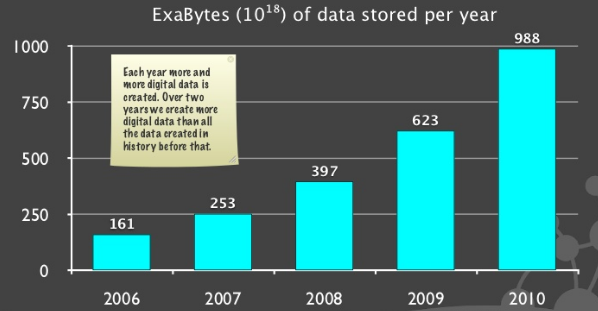 ExaBytes (10¹⁸) of data stored per year
1000
750
500
250
0
Each year more and
more digital data is
created. Over two
years we create more
digital data than all
the data created in
history before that.
161
253
397
623
988
2006
2007
2008
2009
2010